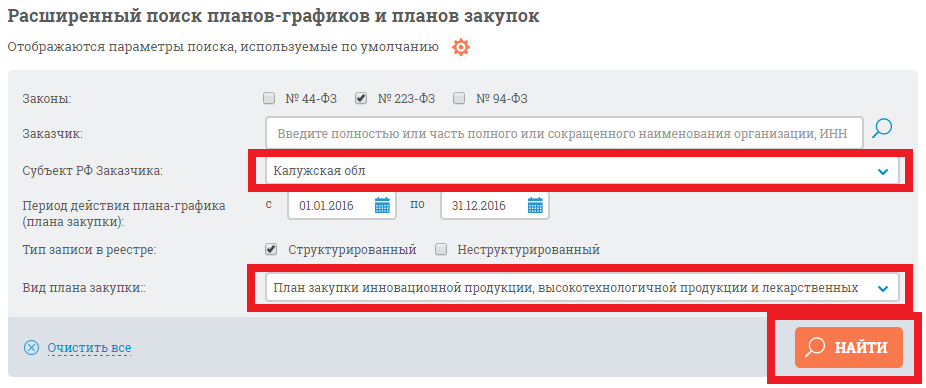 Расширенный поиск планов-графиков и планов закупок
Отображаются параметры поиска, используемые по умолчанию
Законы: № 44-ФЗ № 223-ФЗ № 94-ФЗ
Заказчик: Введите полностью или часть полного или сокращенного наименования организации, ИНН
Субъект РФ Заказчика: Калужская обл
Период действия плана-графика (плана закупки): с 01.01.2016 по 31.12.2016
Тип записи в реестре: Структурированный Неструктурированный
Вид плана закупки:: План закупки инновационной продукции, высокотехнологичной продукции и лекарственных
Очистить все НАЙТИ